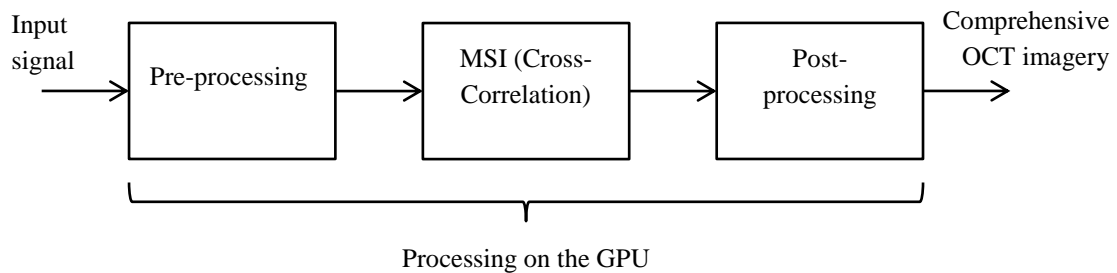 Input
signal
Pre-processing
MSI (Cross-
Correlation)
Post-
processing
Comprehensive
OCT imagery
Processing on the GPU